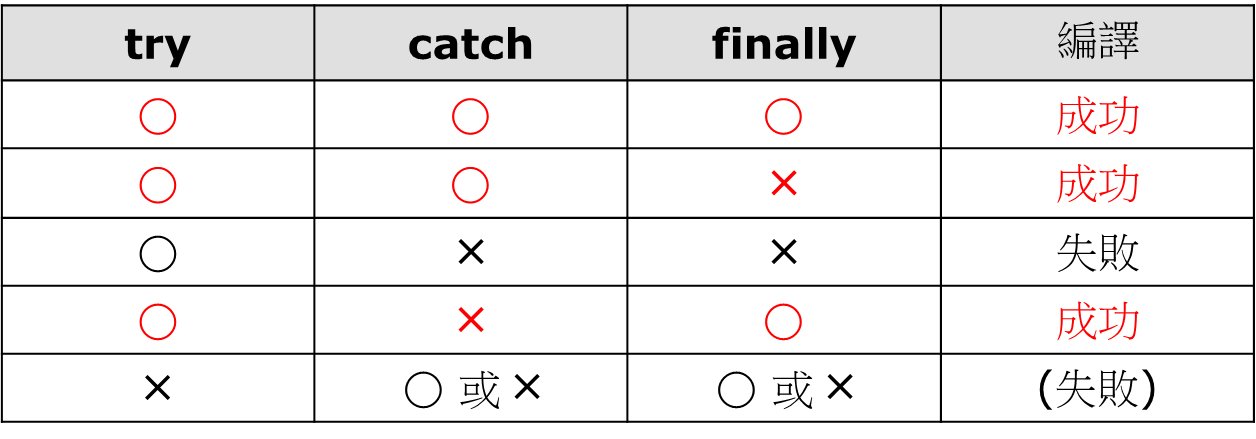 try catch finally 編譯
○ ○ ○ 成功
○ ○ × 成功
○ × × 失敗
○ × ○ 成功
× ○ 或 × ○ 或 × (失敗)